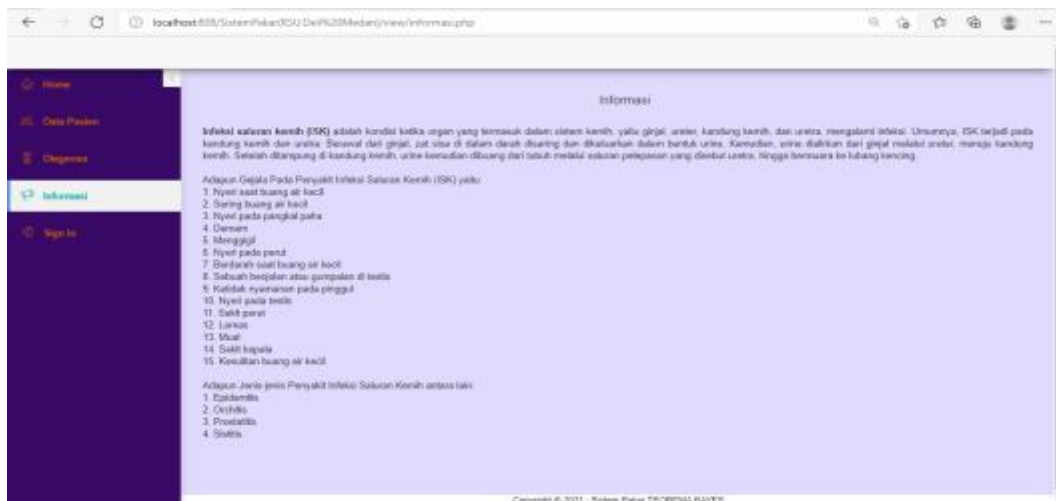 localhost:808/SistemPakar(RSU Deli%20Medan)/view/informasi.php
Home
Data Pasien
Diagnosa
Informasi
Sign In
Informasi
Infeksi saluran kemih (ISK) adalah kondisi ketika organ yang termasuk dalam sistem kemih, yaitu ginjal, ureter, kandung kemih, dan uretra, mengalami infeksi. Umumnya, ISK terjadi pada
kandung kemih dan uretra. Berawal dari ginjal, zat sisa di dalam darah disaring dan dikeluarkan dalam bentuk urine. Kemudian, urine dialirkan dari ginjal melalui ureter, menuju kandung
kemih. Setelah ditampung di kandung kemih, urine kemudian dibuang dari tubuh melalui saluran pelepasan yang disebut uretra, hingga bermuara ke lubang kencing.
Adapun Gejala Pada Penyakit Infeksi Saluran Kemih (ISK) yaitu:
1. Nyeri saat buang air kecil
2. Sering buang air kecil
3. Nyeri pada pangkal paha
4. Demam
5. Menggigil
6. Nyeri pada perut
7. Berdarah saat buang air kecil
8. Sebuah benjolan atau gumpalan di testis
9. Ketidak nyamanan pada pinggul
10. Nyeri pada testis
11. Sakit perut
12. Lemas
13. Mual
14. Sakit kepala
15. Kesulitan buang air kecil
Adapun Jenis-jenis Penyakit Infeksi Saluran Kemih antara lain:
1. Epididimitis
2. Orchitis
3. Prostatitis
4. Sistitis
Copyright © 2021 - Sistem Pakar TEOREMA BAYES